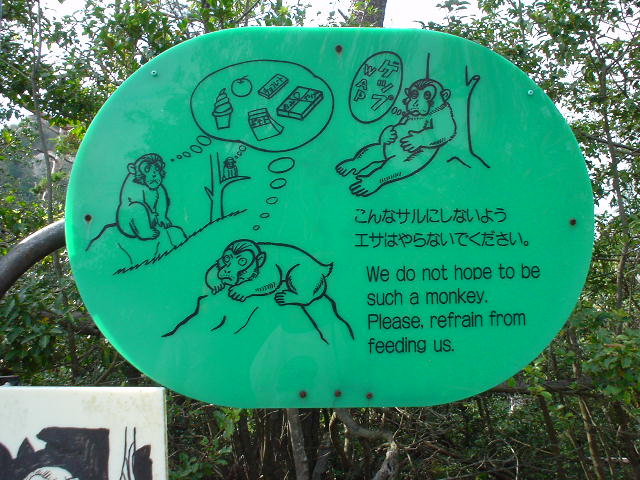 ゲップ
WAP
こんなサルにしないよう
エサはやらないでください。
We do not hope to be
such a monkey.
Please, refrain from
feeding us.